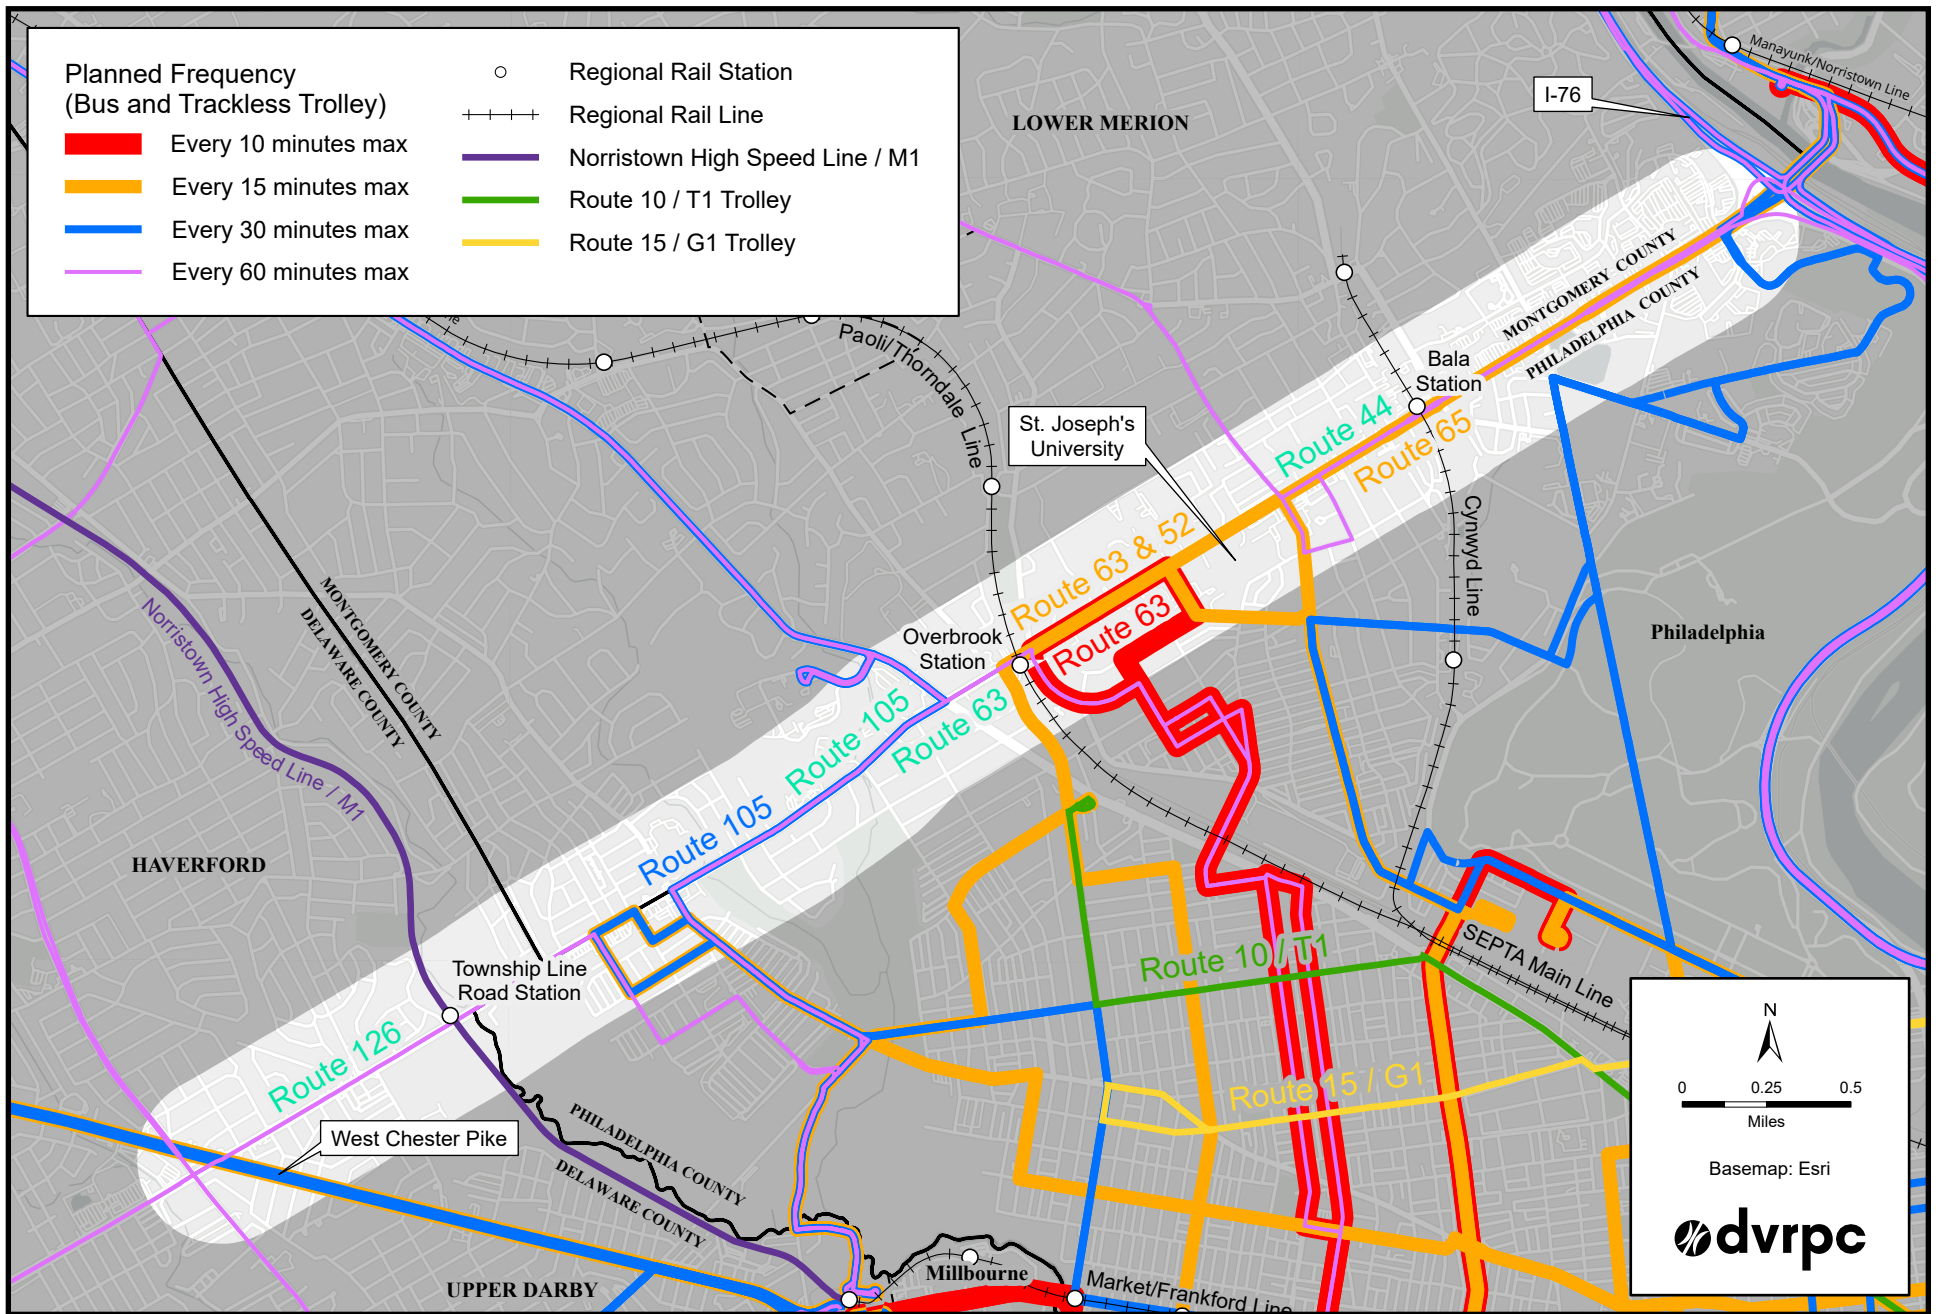 Planned Frequency
(Bus and Trackless Trolley)
Every 10 minutes max
Every 15 minutes max
Every 30 minutes max
Every 60 minutes max
Regional Rail Station
Regional Rail Line
Norristown High Speed Line / M1
Route 10 / T1 Trolley
Route 15 / G1 Trolley
LOWER MERION
I-76
Manayunk/Norristown Line
MONTGOMERY COUNTY
PHILADELPHIA COUNTY
Paoli/Thorndale Line
Bala
Station
St. Joseph's
University
Route 44
Route 65
Cynwyd Line
Route 63 & 52
Route 63
Overbrook
Station
Philadelphia
MONTGOMERY COUNTY
DELAWARE COUNTY
Norristown High Speed Line / M1
Route 105
Route 63
Route 105
HAVERFORD
Township Line
Road Station
Route 10 / T1
SEPTA Main Line
Route 126
Route 15 / G1
West Chester Pike
PHILADELPHIA COUNTY
DELAWARE COUNTY
UPPER DARBY
Millbourne
Market/Frankford Line
N
0 0.25 0.5
Miles
Basemap: Esri
dvrpc